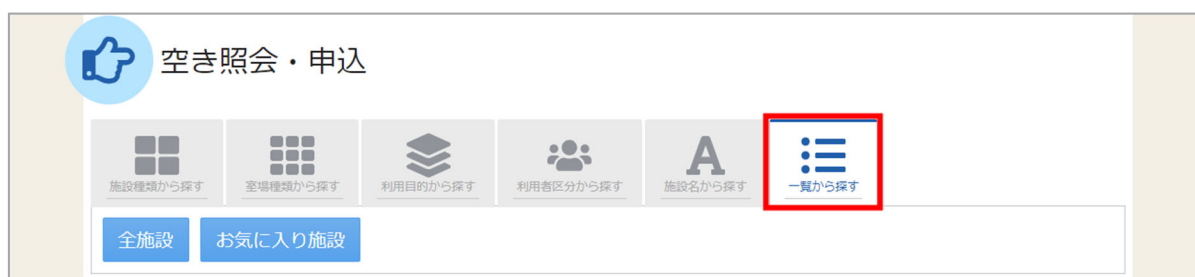 空き照会・申込
施設種類から探す
室場種類から探す
利用目的から探す
利用者区分から探す
施設名から探す
一覧から探す
全施設
お気に入り施設